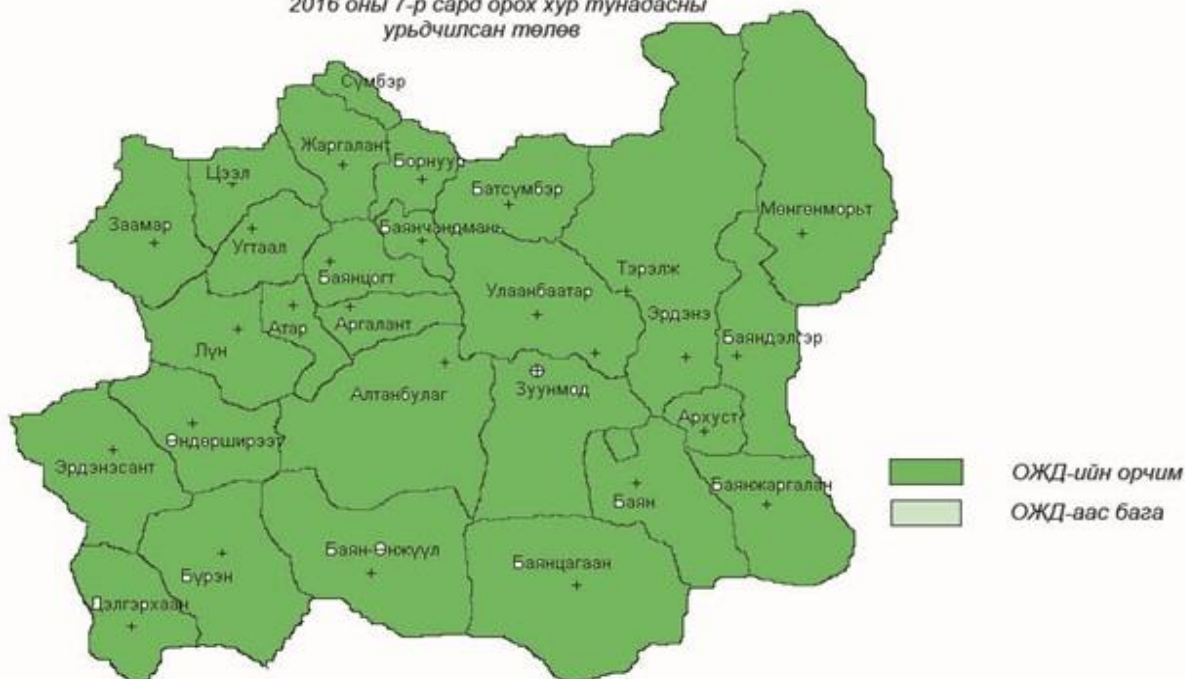 2016 оны 7-р сард орох хур тунадасны
урьдчилсан төлөв
Сүмбэр
Жаргалант
Борнуур
Цээл
Батсүмбэр
Заамар
Угтаал
Баянчандмань
Мөнгөнморьт
Баянцогт
Тэрэлж
Улаанбаатар
Атар
Аргалант
Эрдэнэ
Баяндэлгэр
Лүн
Алтанбулаг
Зуунмод
Архуст
Өндөрширээт
Эрдэнэсант
ОЖД-ийн орчим
Баян
Баянжаргалан
ОЖД-аас бага
Баян-Өнжүүл
Баянцагаан
Бүрэн
Дэлгэрхаан